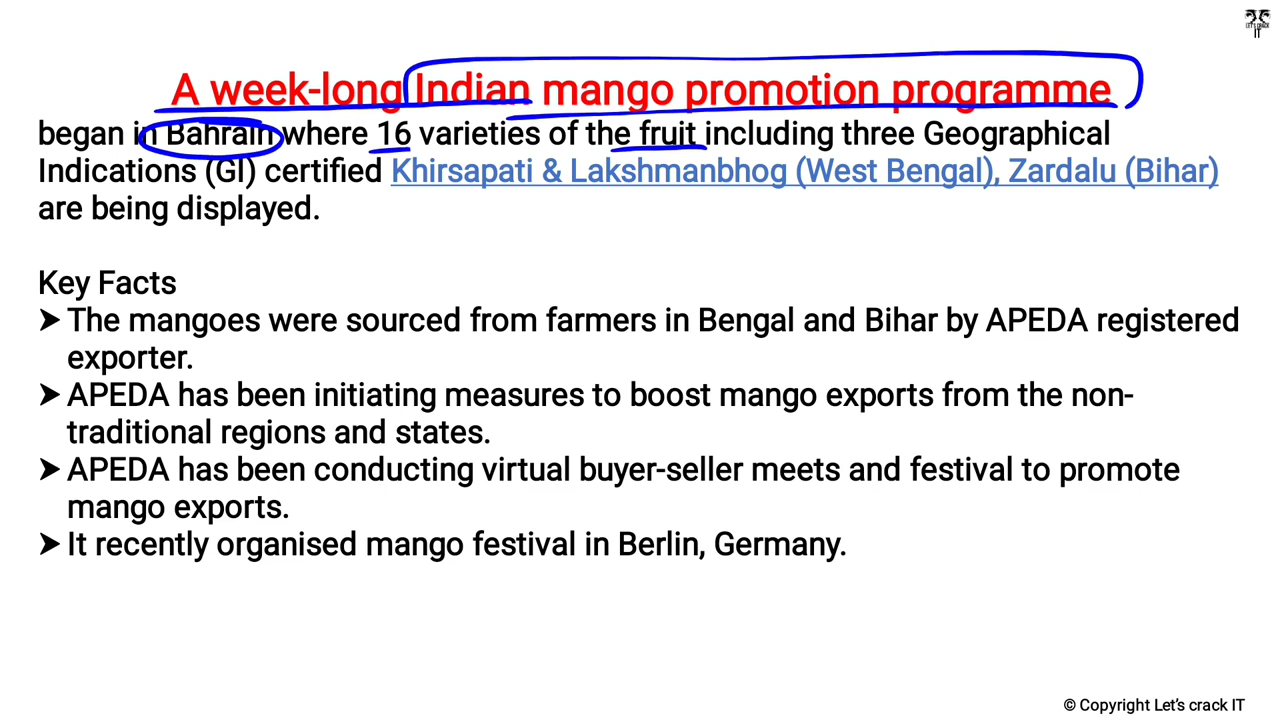 LET'S CRACK
IT
A week-long Indian mango promotion programme
began in Bahrain where 16 varieties of the fruit including three Geographical
Indications (GI) certified Khirsapati & Lakshmanbhog (West Bengal), Zardalu (Bihar)
are being displayed.
Key Facts
➤ The mangoes were sourced from farmers in Bengal and Bihar by APEDA registered
exporter.
➤ APEDA has been initiating measures to boost mango exports from the non-
traditional regions and states.
➤ APEDA has been conducting virtual buyer-seller meets and festival to promote
mango exports.
➤ It recently organised mango festival in Berlin, Germany.
© Copyright Let's crack IT